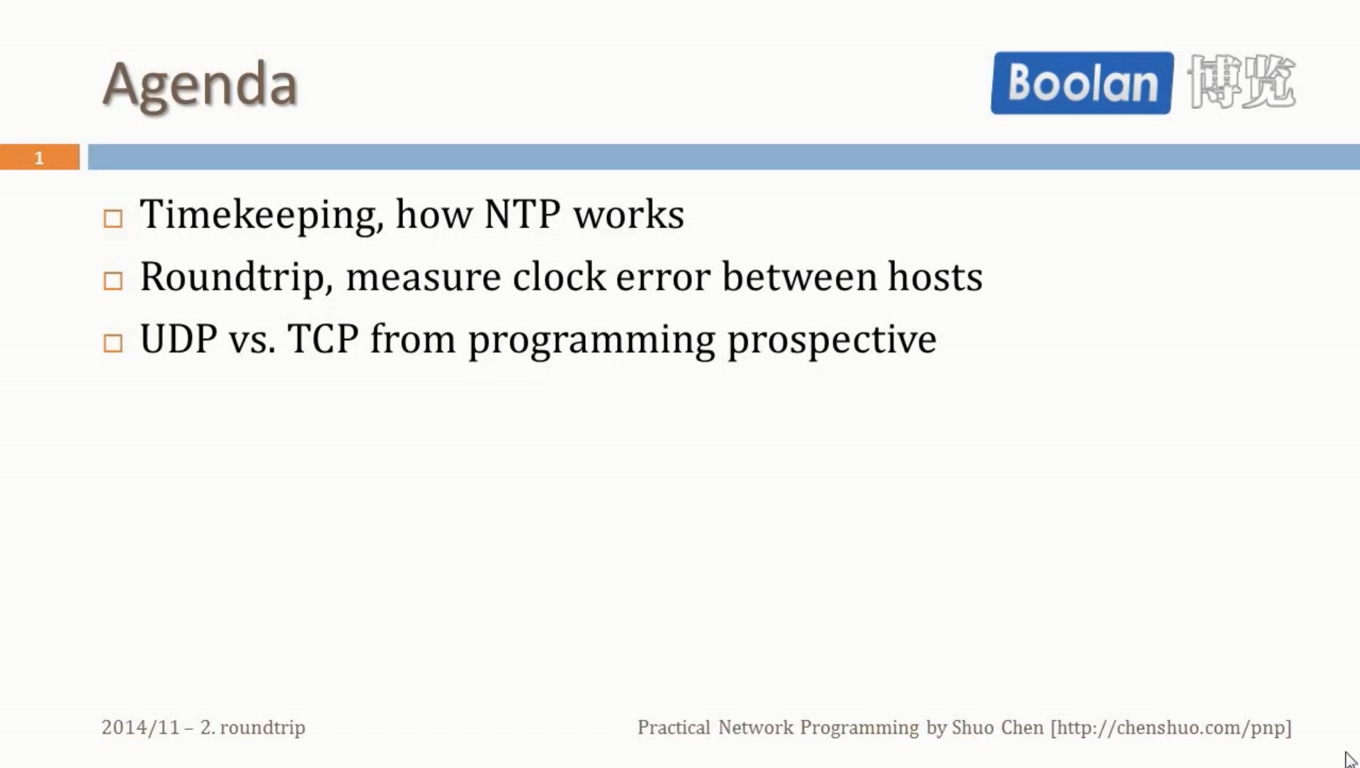 Agenda
Boolan 博览
1
Timekeeping, how NTP works
Roundtrip, measure clock error between hosts
UDP vs. TCP from programming prospective
2014/11 – 2. roundtrip
Practical Network Programming by Shuo Chen [http://chenshuo.com/pnp]